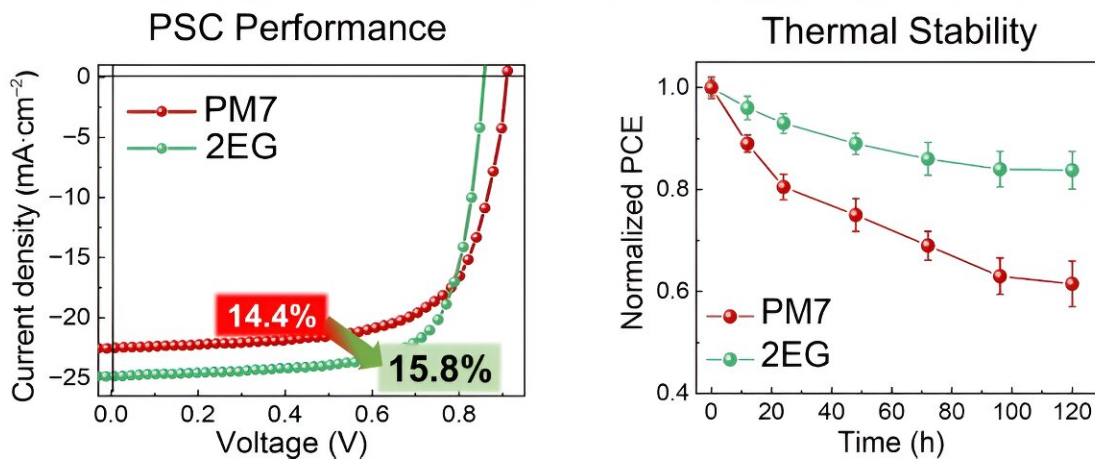 PSC Performance
Current density (mA·cm⁻²)
0
−5
−10
−15
−20
−25
PM7
2EG
14.4%
15.8%
0.0 0.2 0.4 0.6 0.8
Voltage (V)
Thermal Stability
Normalized PCE
1.0
0.8
0.6
0.4
PM7
2EG
0 20 40 60 80 100 120
Time (h)